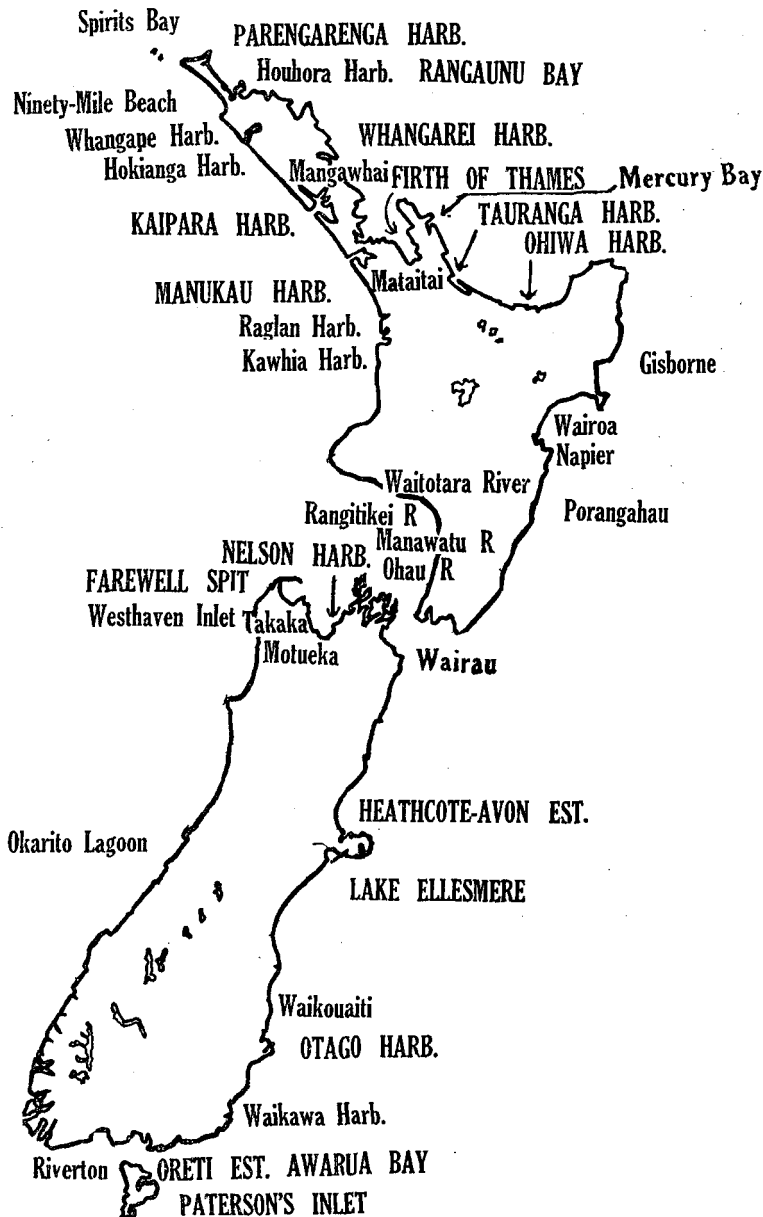 Spirits Bay
PARENGARENGA HARB.
Houhora Harb. RANGAUNU BAY
Ninety-Mile Beach
Whangape Harb.
WHANGAREI HARB.
Hokianga Harb.
Mangawhai
FIRTH OF THAMES
Mercury Bay
KAIPARA HARB.
TAURANGA HARB.
OHIWA HARB.
Mataitai
MANUKAU HARB.
Raglan Harb.
Kawhia Harb.
Gisborne
Wairoa
Napier
Waitotara River
Rangitikei R
Porangahau
Manawatu R
NELSON HARB.
Ohau R
FAREWELL SPIT
Westhaven Inlet
Takaka
Motueka
Wairau
HEATHCOTE-AVON EST.
Okarito Lagoon
LAKE ELLESMERE
Waikouaiti
OTAGO HARB.
Waikawa Harb.
Riverton
ORETI EST. AWARUA BAY
PATERSON'S INLET